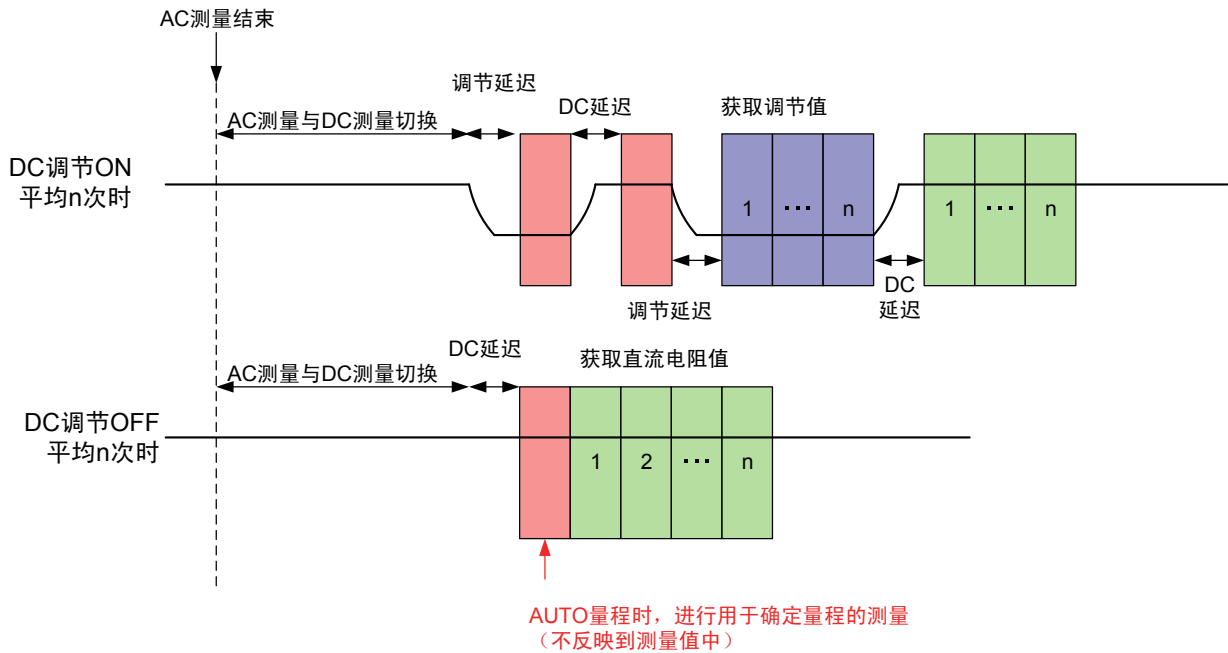 AC测量结束
调节延迟
DC延迟
获取调节值
AC测量与DC测量切换
DC调节ON
平均n次时
1
···
n
1
···
n
调节延迟
DC
延迟
DC延迟
获取直流电阻值
AC测量与DC测量切换
DC调节OFF
平均n次时
1
2
···
n
AUTO量程时，进行用于确定量程的测量
（不反映到测量值中）